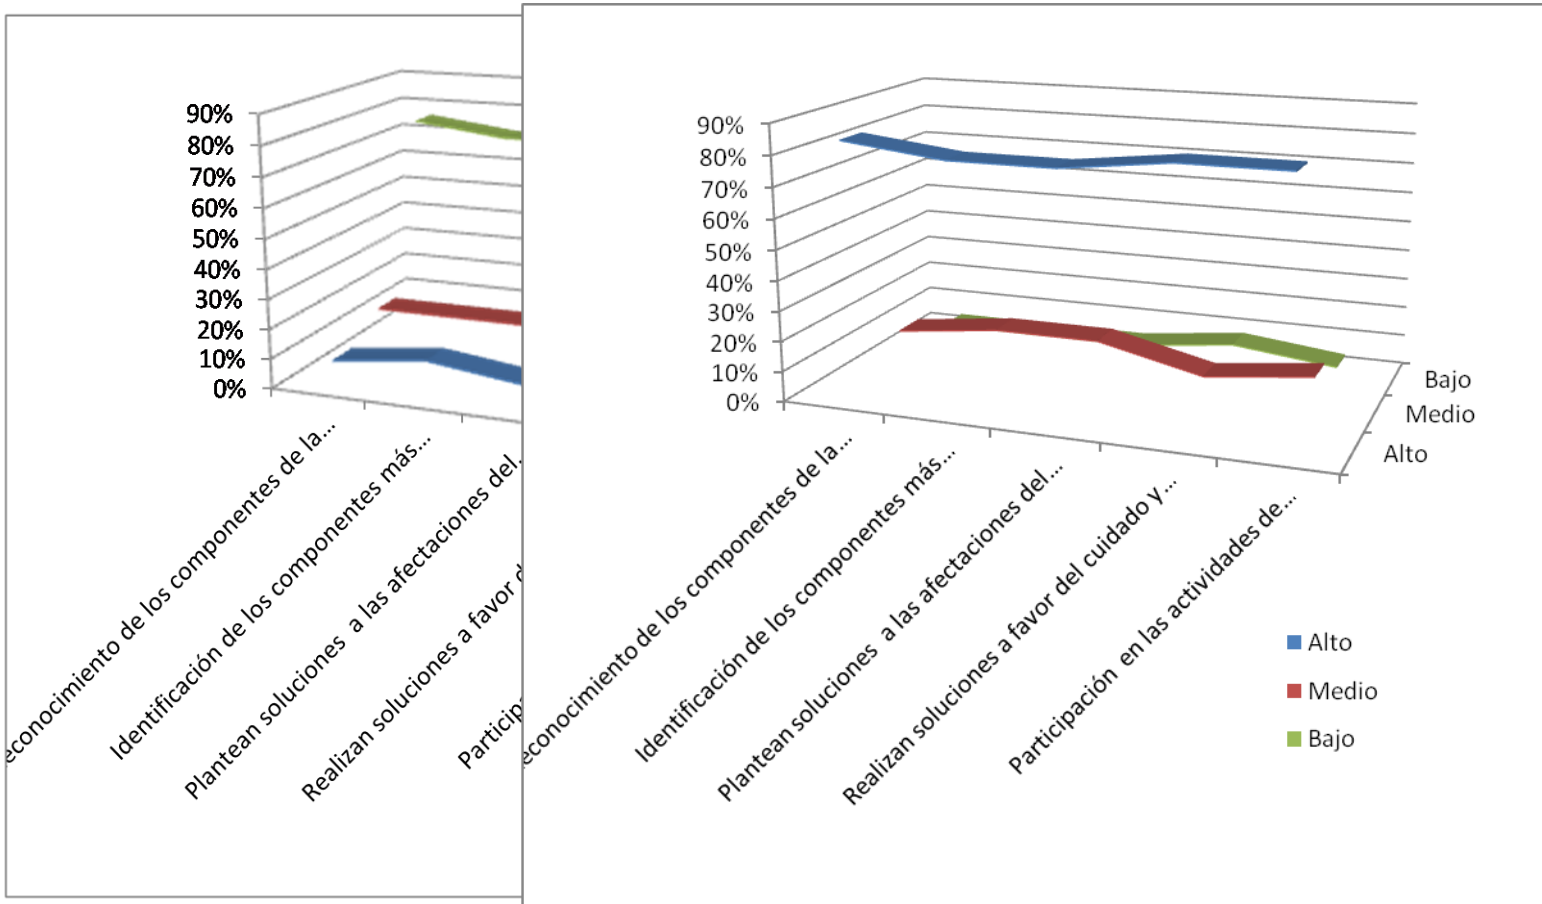 90%
80%
70%
60%
50%
40%
30%
20%
10%
0%
econocimiento de los componentes de la...
Identificación de los componentes más...
Plantean soluciones a las afectaciones del.
Realizan soluciones a favor d
Particip
90%
80%
70%
60%
50%
40%
30%
20%
10%
0%
econocimiento de los componentes de la...
Identificación de los componentes más...
Plantean soluciones a las afectaciones del...
Realizan soluciones a favor del cuidado y...
Participación en las actividades de...
Bajo
Medio
Alto
Alto
Medio
Bajo